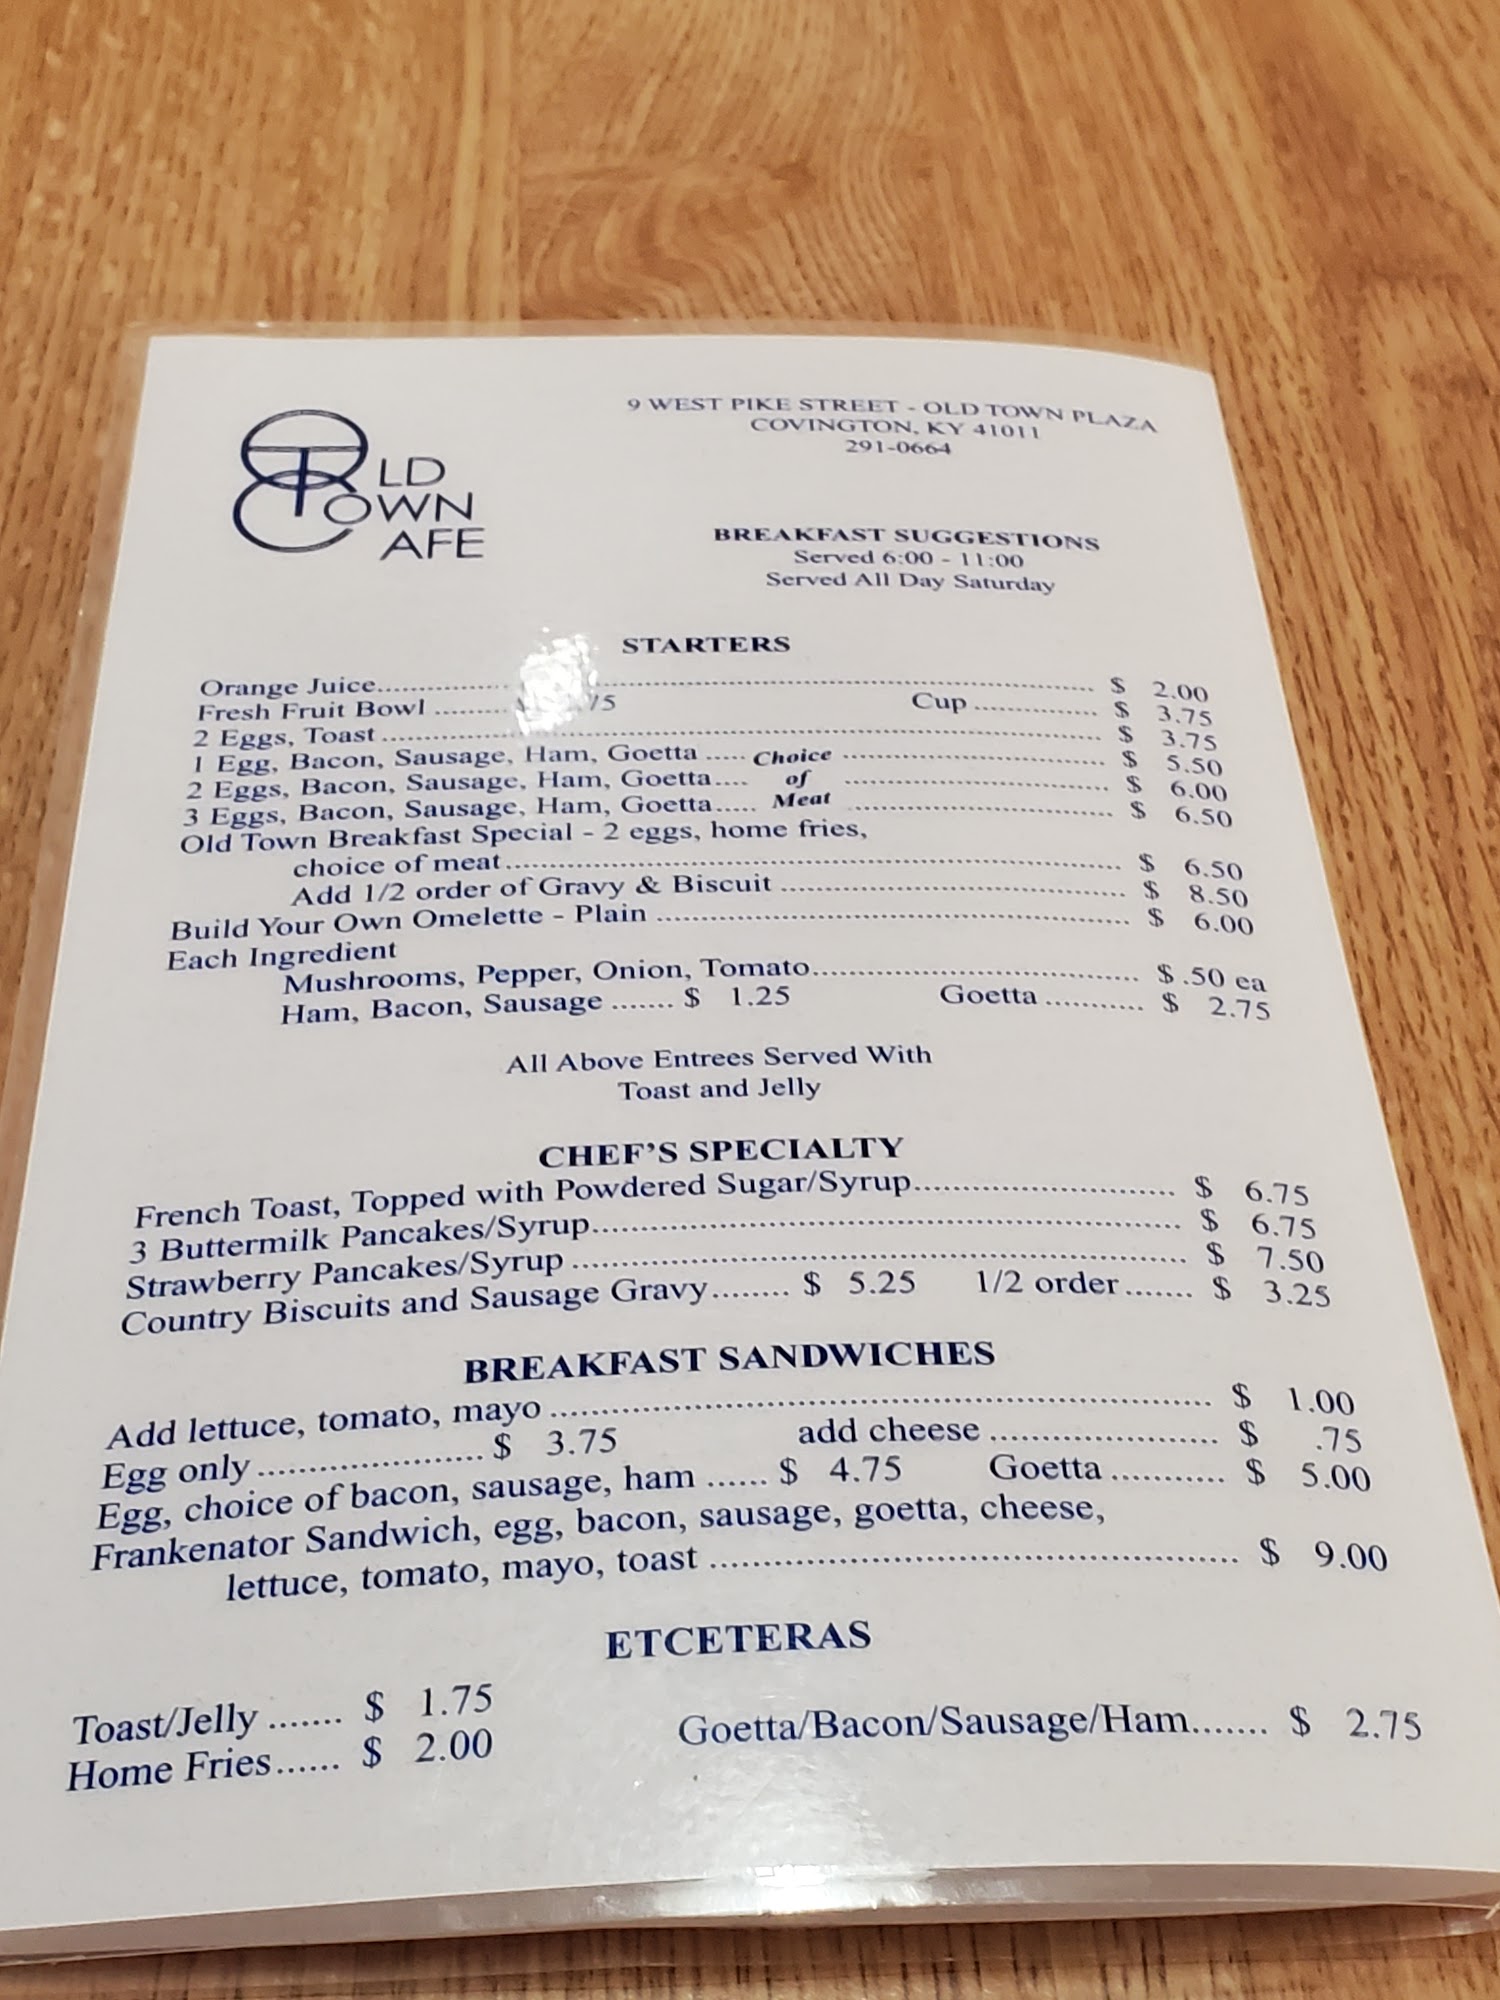 OLD
TOWN
CAFE
9 WEST PIKE STREET - OLD TOWN PLAZA
COVINGTON, KY 41011
291-0664
BREAKFAST SUGGESTIONS
Served 6:00 - 11:00
Served All Day Saturday
STARTERS
Orange Juice.................................................. $ 2.00
Fresh Fruit Bowl ......... 75 Cup .............. $ 3.75
2 Eggs, Toast .................................................. $ 3.75
1 Egg, Bacon, Sausage, Ham, Goetta ...... Choice .................... $ 5.50
2 Eggs, Bacon, Sausage, Ham, Goetta.... of .................... $ 6.00
3 Eggs, Bacon, Sausage, Ham, Goetta..... Meat .................... $ 6.50
Old Town Breakfast Special - 2 eggs, home fries,
choice of meat.................................................. $ 6.50
Add 1/2 order of Gravy & Biscuit .............................. $ 8.50
Build Your Own Omelette - Plain ........................................ $ 6.00
Each Ingredient
Mushrooms, Pepper, Onion, Tomato.............................. $ .50 ea
Ham, Bacon, Sausage ....... $ 1.25 Goetta ........... $ 2.75
All Above Entrees Served With
Toast and Jelly
CHEF'S SPECIALTY
French Toast, Topped with Powdered Sugar/Syrup......................... $ 6.75
3 Buttermilk Pancakes/Syrup.................................................. $ 6.75
Strawberry Pancakes/Syrup .................................................. $ 7.50
Country Biscuits and Sausage Gravy........ $ 5.25 1/2 order....... $ 3.25
BREAKFAST SANDWICHES
Add lettuce, tomato, mayo .................................................. $ 1.00
Egg only ...................... $ 3.75 add cheese ...................... $ .75
Egg, choice of bacon, sausage, ham ...... $ 4.75 Goetta ........... $ 5.00
Frankenator Sandwich, egg, bacon, sausage, goetta, cheese,
lettuce, tomato, mayo, toast .................................................. $ 9.00
ETCETERAS
Toast/Jelly ....... $ 1.75 Goetta/Bacon/Sausage/Ham....... $ 2.75
Home Fries...... $ 2.00